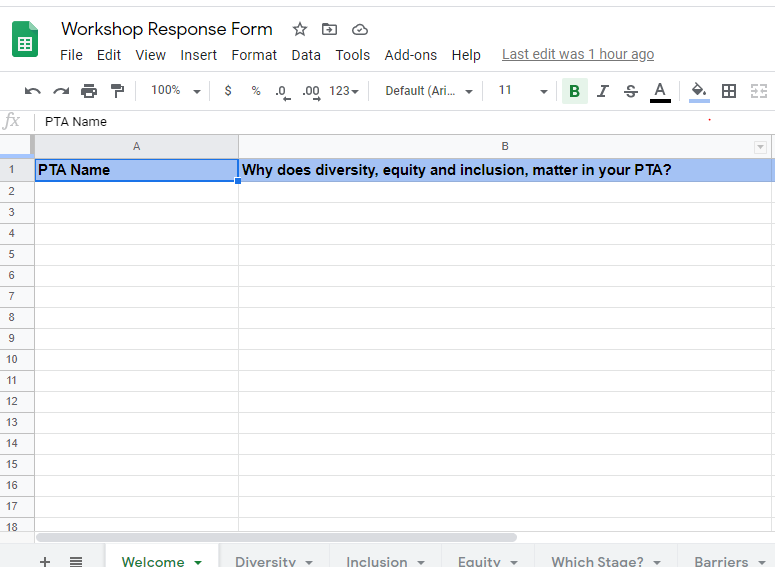 Workshop Response Form
File Edit View Insert Format Data Tools Add-ons Help Last edit was 1 hour ago
100% $ % .0 .00 123 Default (Ari... 11 B I S A
fx PTA Name
A B
1 PTA Name Why does diversity, equity and inclusion, matter in your PTA?
2
3
4
5
6
7
8
9
10
11
12
13
14
15
16
17
18
+ Welcome Diversity Inclusion Equity Which Stage? Barriers